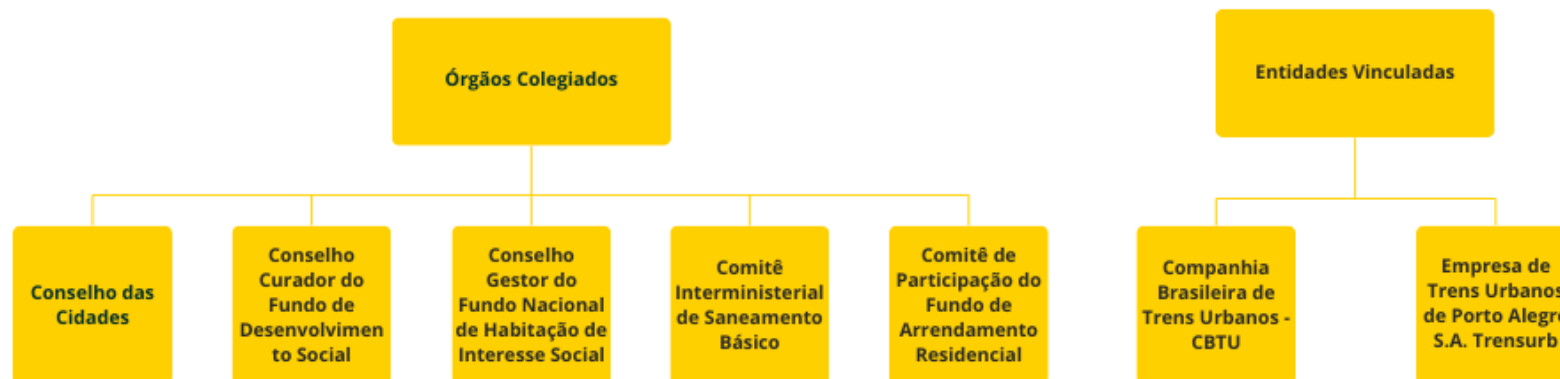 Órgãos Colegiados
Entidades Vinculadas
Conselho das
Cidades
Conselho
Curador do
Fundo de
Desenvolvimen
to Social
Conselho
Gestor do
Fundo Nacional
de Habitação de
Interesse Social
Comitê
Interministerial
de Saneamento
Básico
Comitê de
Participação do
Fundo de
Arrendamento
Residencial
Companhia
Brasileira de
Trens Urbanos -
CBTU
Empresa de
Trens Urbanos
de Porto Alegre
S.A. Trensurb